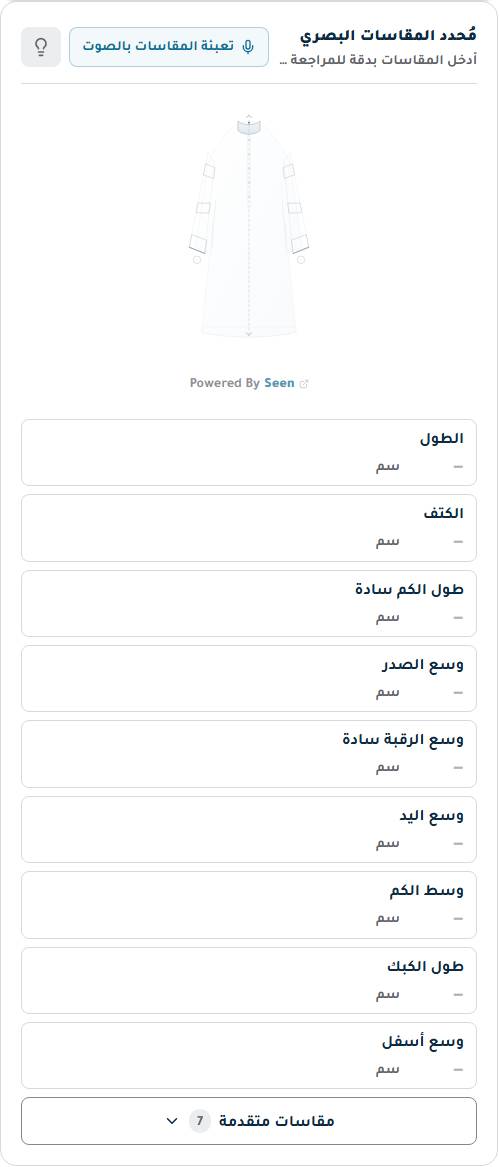 مُحدد المقاسات البصري
أدخل المقاسات بدقة للمراجعة ...
تعبئة المقاسات بالصوت
Powered By Seen
الطول
— سم
الكتف
— سم
طول الكم سادة
— سم
وسع الصدر
— سم
وسع الرقبة سادة
— سم
وسع اليد
— سم
وسط الكم
— سم
طول الكبك
— سم
وسع أسفل
— سم
مقاسات متقدمة 7